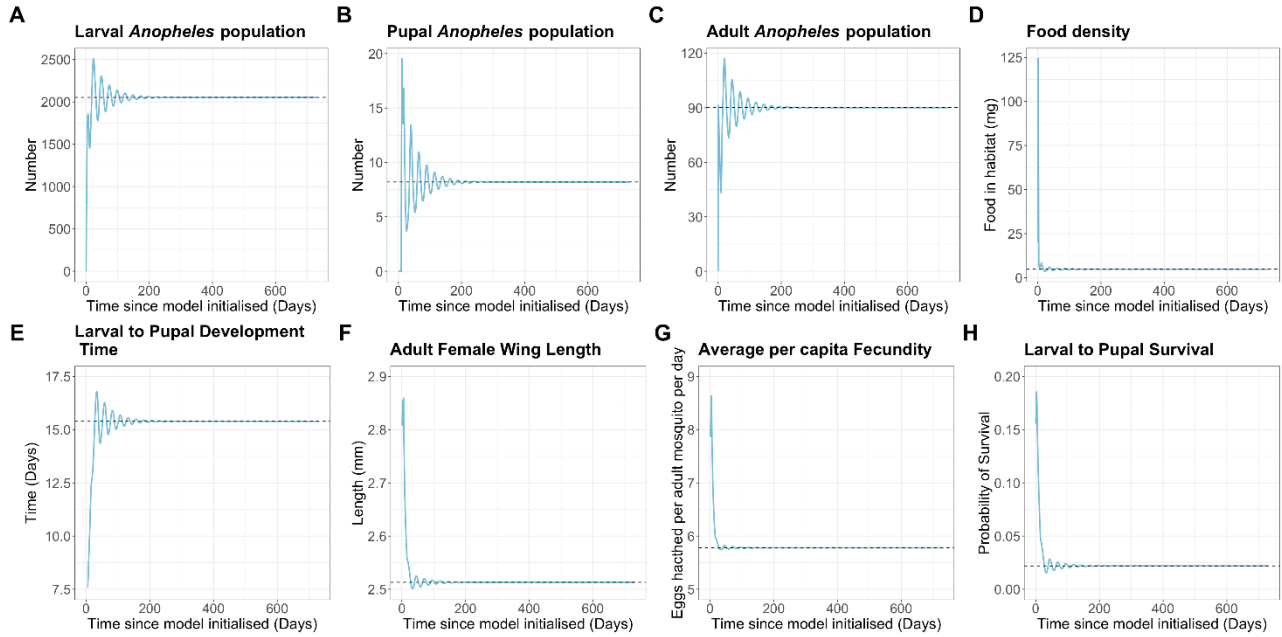 A
Larval Anopheles population
2500
2000
1500
1000
500
0
Number
0 200 400 600
Time since model initialised (Days)
B
Pupal Anopheles population
20
15
10
5
0
Number
0 200 400 600
Time since model initialised (Days)
C
Adult Anopheles population
120
90
60
30
0
Number
0 200 400 600
Time since model initialised (Days)
D
Food density
125
100
75
50
25
0
Food in habitat (mg)
0 200 400 600
Time since model initialised (Days)
E
Larval to Pupal Development
Time
17.5
15.0
12.5
10.0
7.5
Time (Days)
0 200 400 600
Time since model initialised (Days)
F
Adult Female Wing Length
2.9
2.8
2.7
2.6
2.5
Length (mm)
0 200 400 600
Time since model initialised (Days)
G
Average per capita Fecundity
9
8
7
6
5
Eggs hacthed per adult mosquito per day
0 200 400 600
Time since model initialised (Days)
H
Larval to Pupal Survival
0.20
0.15
0.10
0.05
0.00
Probability of Survival
0 200 400 600
Time since model initialised (Days)